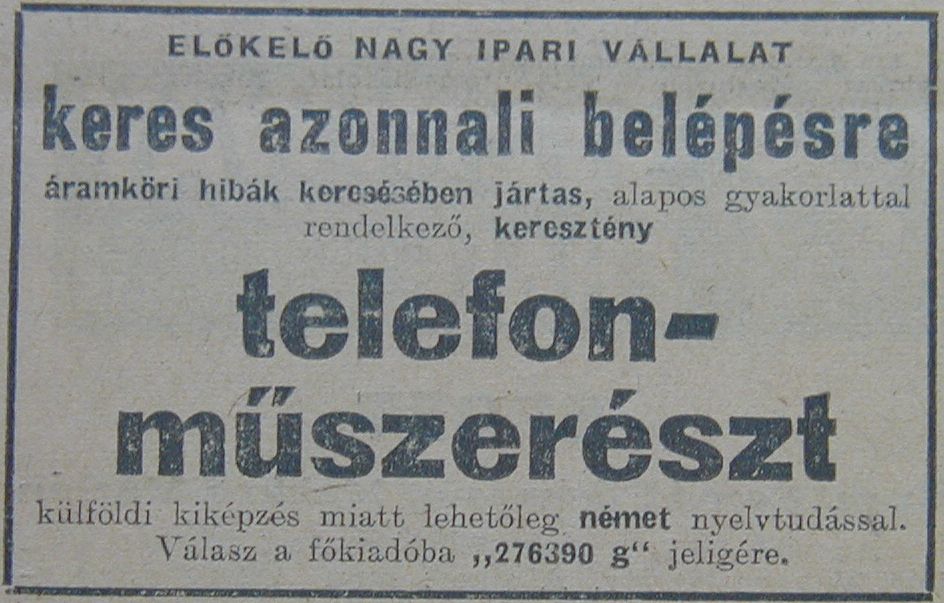 ELŐKELŐ NAGY IPARI VÁLLALAT
keres azonnali belépésre
áramköri hibák keresésében jártas, alapos gyakorlattal
rendelkező, keresztény
telefon-
műszerészt
külföldi kiképzés miatt lehetőleg német nyelvtudással.
Válasz a főkiadóba „276390 g“ jeligére.